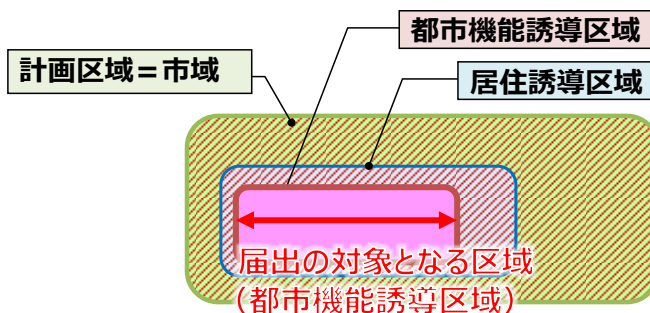 都市機能誘導区域
計画区域＝市域
居住誘導区域
届出の対象となる区域
（都市機能誘導区域）